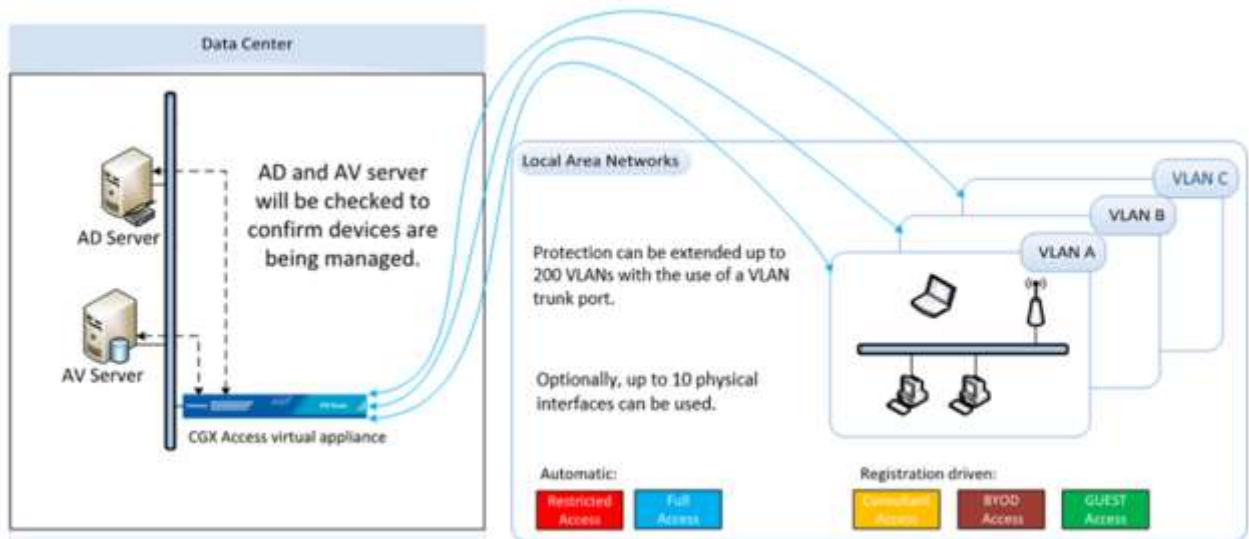 Data Center
AD and AV server
will be checked to
confirm devices are
being managed.
AD Server
AV Server
CGX Access virtual appliance
Local Area Networks
VLAN C
VLAN B
VLAN A
Protection can be extended up to
200 VLANs with the use of a VLAN
trunk port.
Optionally, up to 10 physical
interfaces can be used.
Automatic:
Restricted
Access
Full
Access
Registration driven:
Consultant
Access
BYOD
Access
GUEST
Access